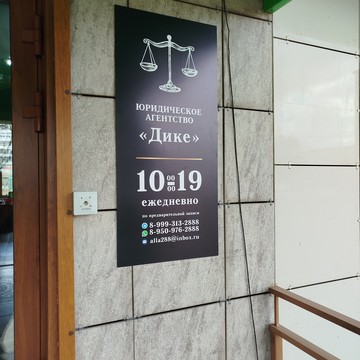 ЮРИДИЧЕСКОЕ
АГЕНТСТВО
«Дике»
10:00-19:00
ежедневно
по предварительной записи
8-999-313-2888
8-950-976-2888
alla288@inbox.ru